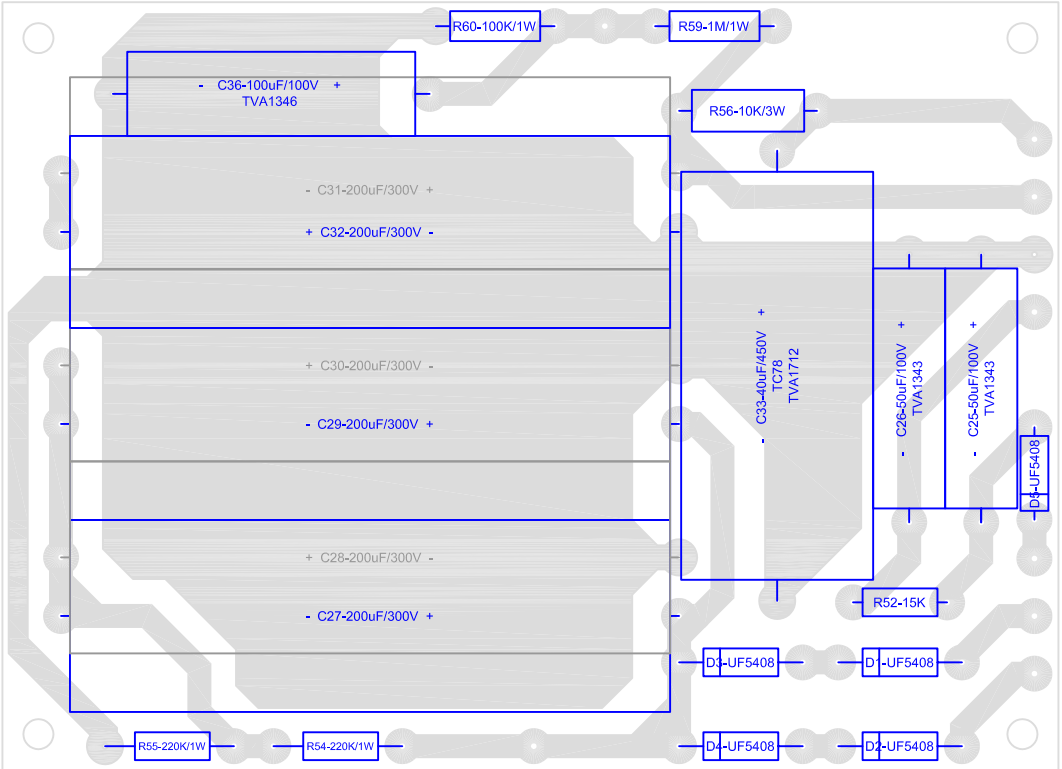 R60-100K/1W
R59-1M/1W
- C36-100uF/100V +
TVA1346
R56-10K/3W
- C31-200uF/300V +
+ C32-200uF/300V -
+ C30-200uF/300V -
- C29-200uF/300V +
+ C28-200uF/300V -
- C27-200uF/300V +
- C33-40uF/450V +
TC78
TVA1712
- C26-50uF/100V +
TVA1343
- C25-50uF/100V +
TVA1343
D5-UF5408
R52-15K
D3-UF5408
D1-UF5408
R55-220K/1W
R54-220K/1W
D4-UF5408
D2-UF5408